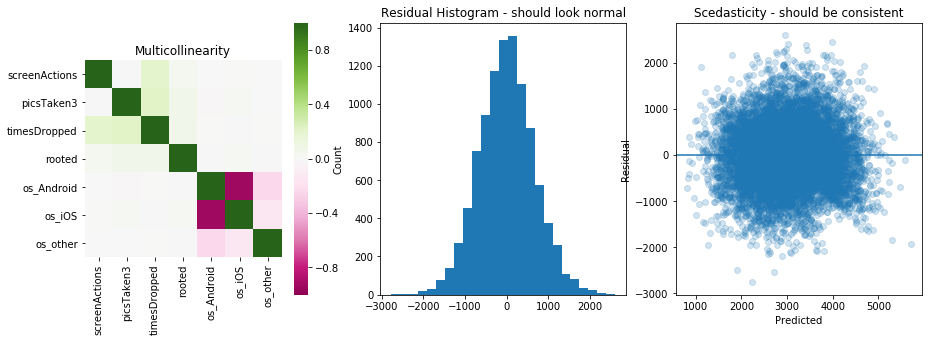 Multicollinearity
screenActions
picsTaken3
timesDropped
rooted
os_Android
os_iOS
os_other
screenActions
picsTaken3
timesDropped
rooted
os_Android
os_iOS
os_other
0.8
0.4
0.0
−0.4
−0.8
Residual Histogram - should look normal
Count
1400
1200
1000
800
600
400
200
0
−3000
−2000
−1000
0
1000
2000
Scedasticity - should be consistent
Residual
2000
1000
0
−1000
−2000
−3000
1000
2000
3000
4000
5000
Predicted